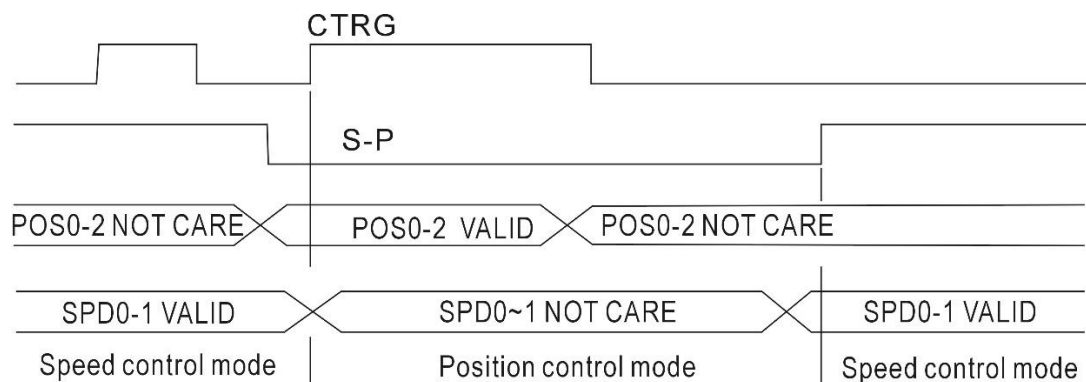 CTRG
S-P
POS0-2 NOT CARE POS0-2 VALID POS0-2 NOT CARE
SPD0-1 VALID SPD0~1 NOT CARE SPD0-1 VALID
Speed control mode Position control mode Speed control mode